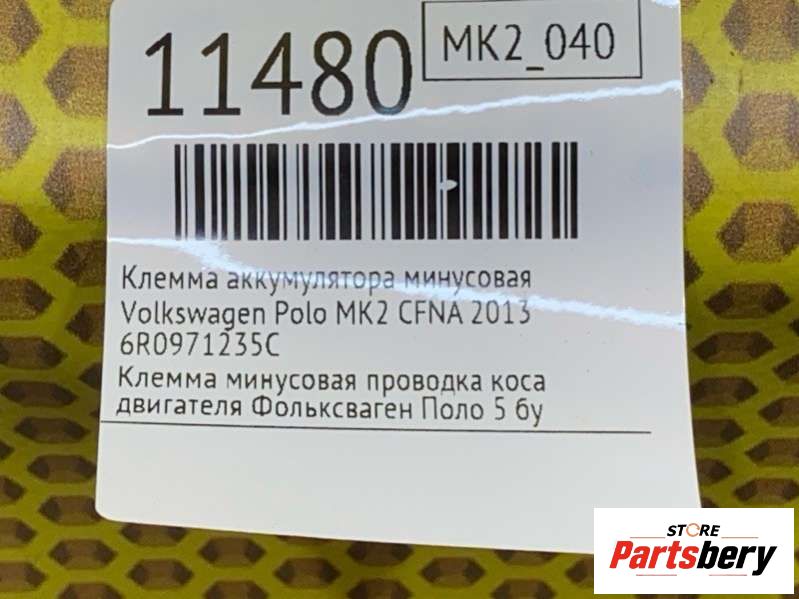 11480
MK2_040
Клемма аккумулятора минусовая
Volkswagen Polo MK2 CFNA 2013
6R0971235C
Клемма минусовая проводка коса
двигателя Фольксваген Поло 5 бу
STORE
Partsbery